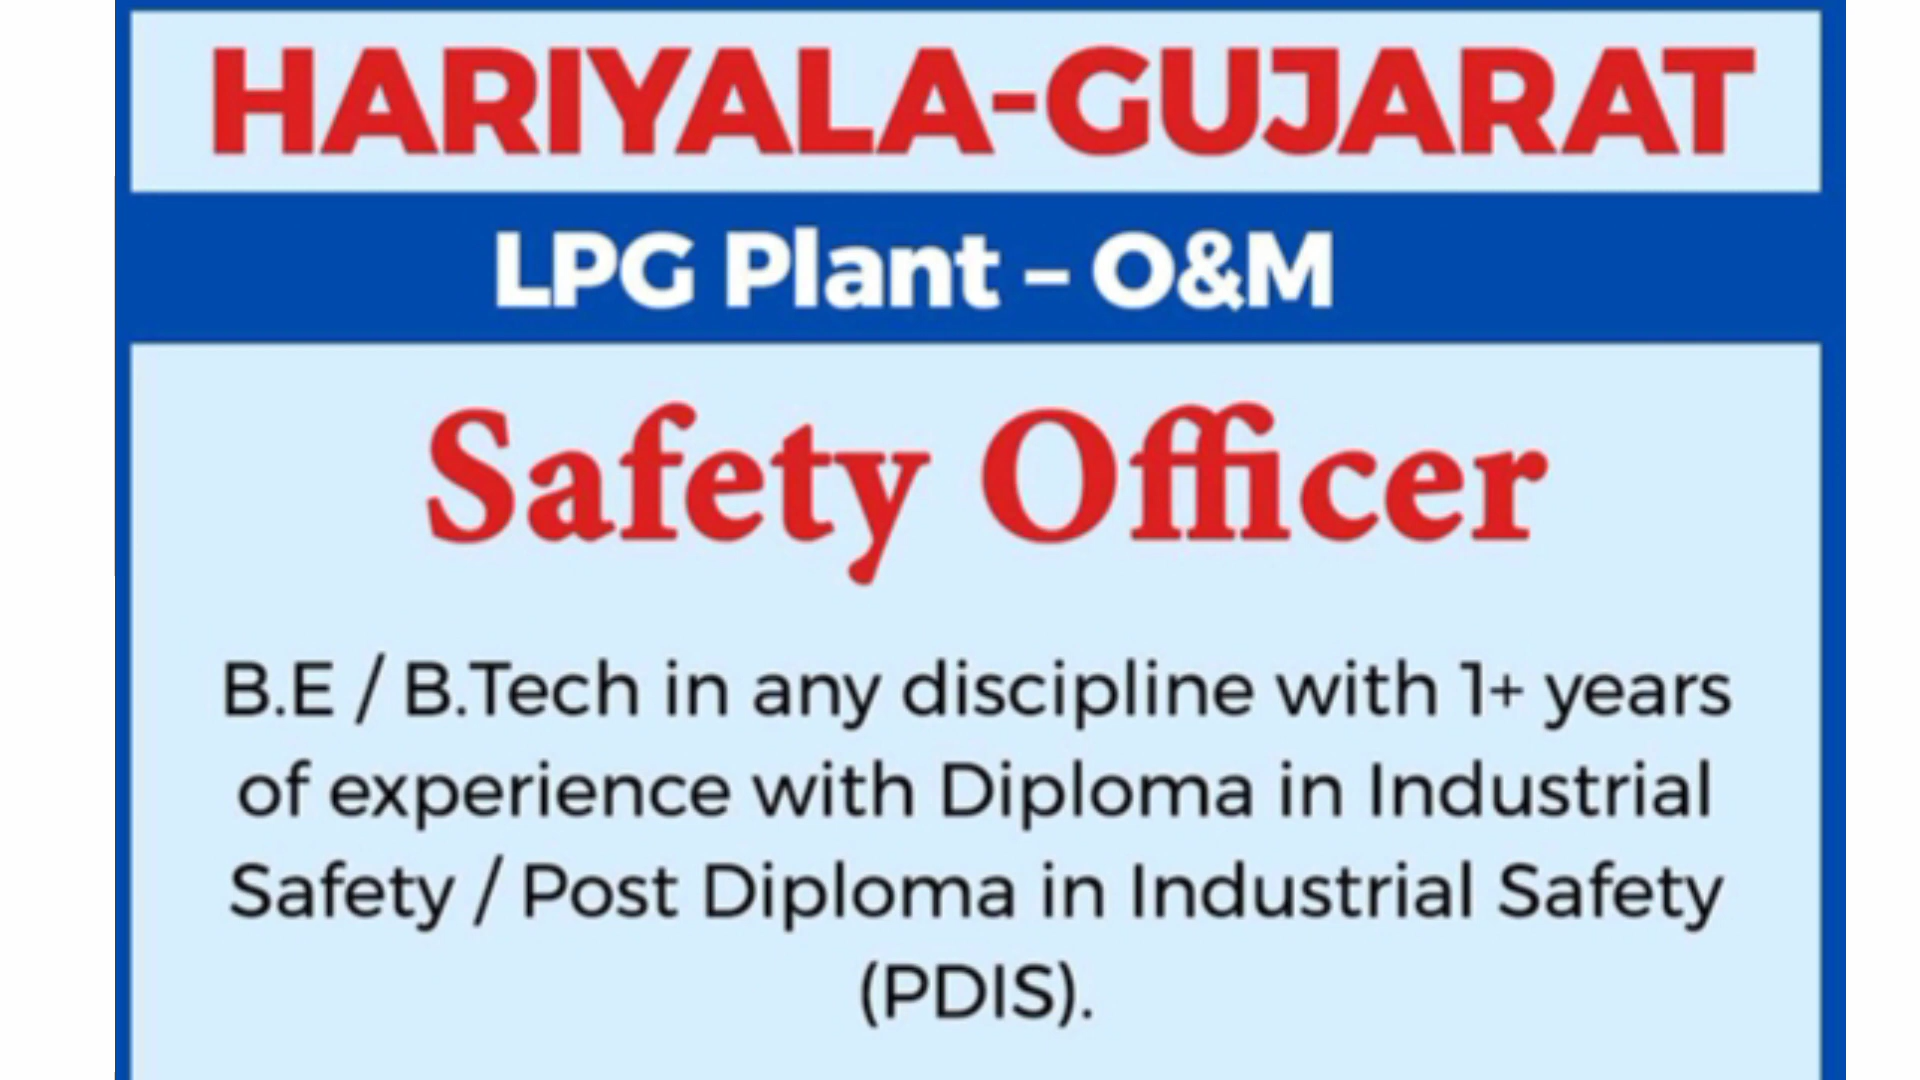 HARIYALA-GUJARAT
LPG Plant – O&M
Safety Officer
B.E / B.Tech in any discipline with 1+ years
of experience with Diploma in Industrial
Safety / Post Diploma in Industrial Safety
(PDIS).